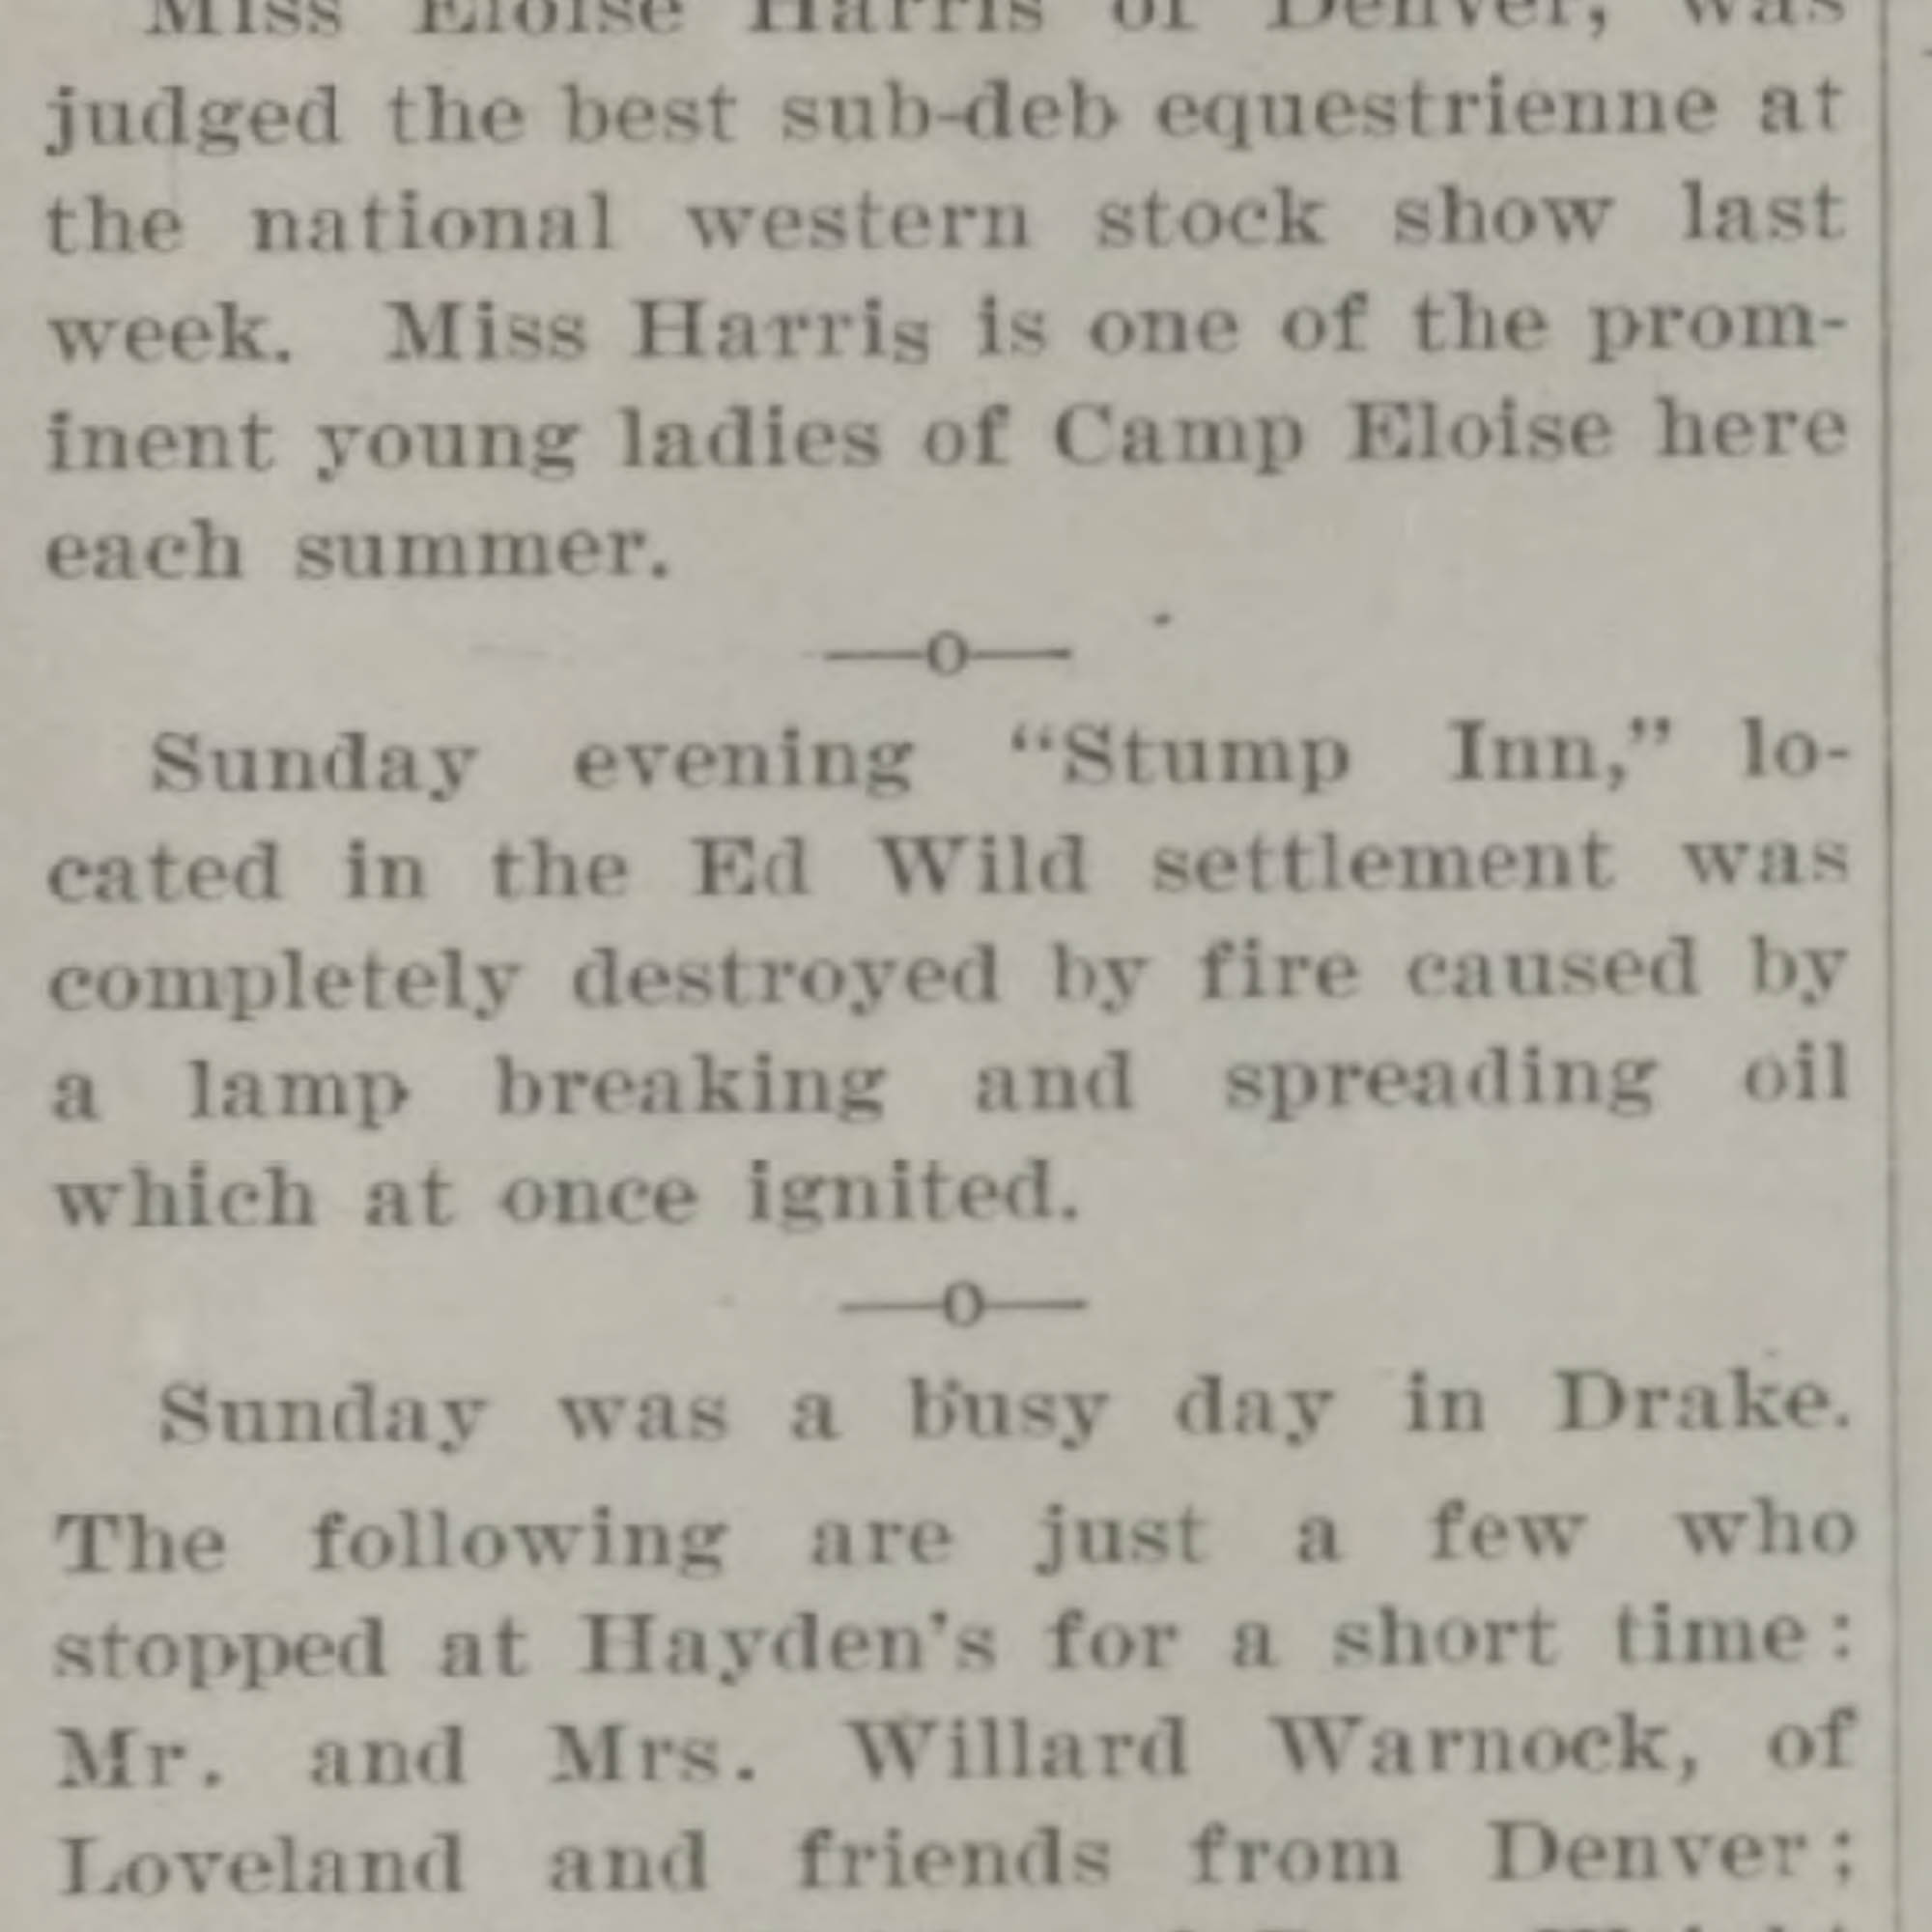 Miss Eloise Harris of Denver, was
judged the best sub-deb equestrienne at
the national western stock show last
week. Miss Harris is one of the prom-
inent young ladies of Camp Eloise here
each summer.
—o—
Sunday evening “Stump Inn,” lo-
cated in the Ed Wild settlement was
completely destroyed by fire caused by
a lamp breaking and spreading oil
which at once ignited.
—o—
Sunday was a busy day in Drake.
The following are just a few who
stopped at Hayden's for a short time:
Mr. and Mrs. Willard Warnock, of
Loveland and friends from Denver;